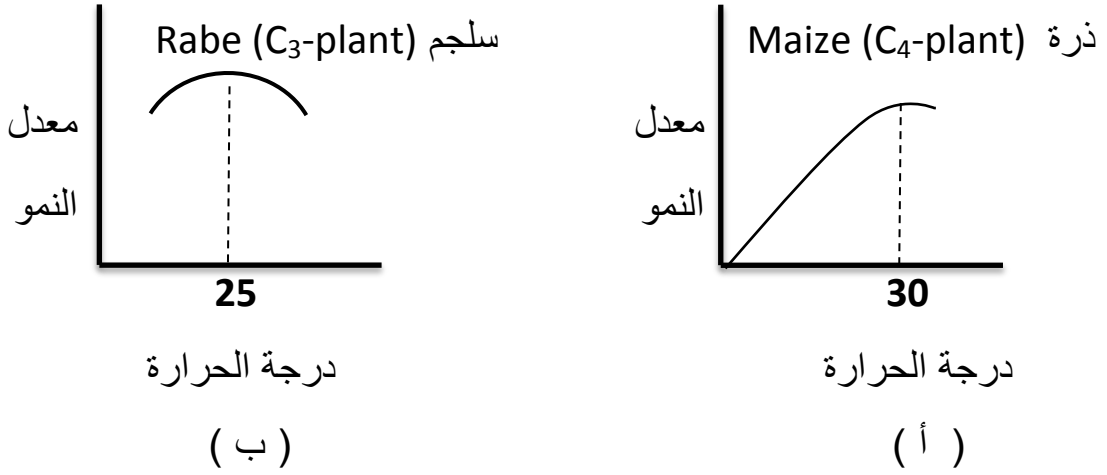 ذرة Maize (C₄-plant)
معدل
النمو
30
درجة الحرارة
( أ )
سلجم Rabe (C₃-plant)
معدل
النمو
25
درجة الحرارة
( ب )